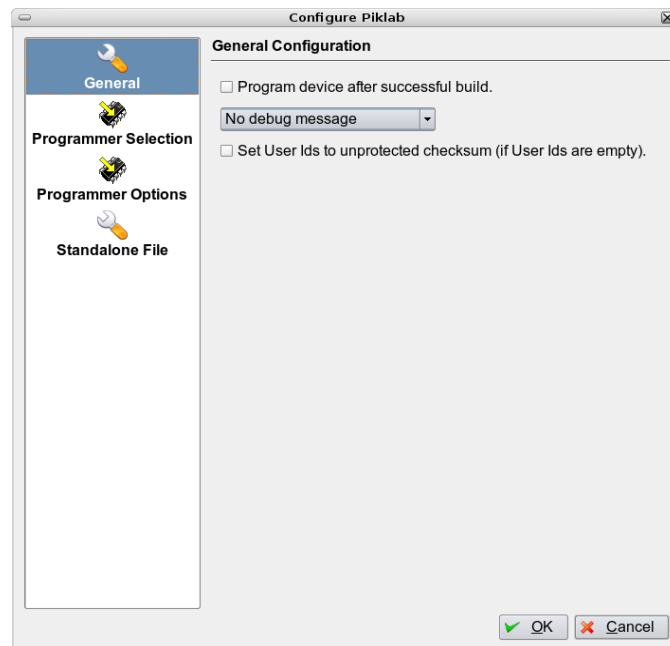 Configure Piklab
General
Programmer Selection
Programmer Options
Standalone File
General Configuration
Program device after successful build.
No debug message
Set User Ids to unprotected checksum (if User Ids are empty).
OK
Cancel